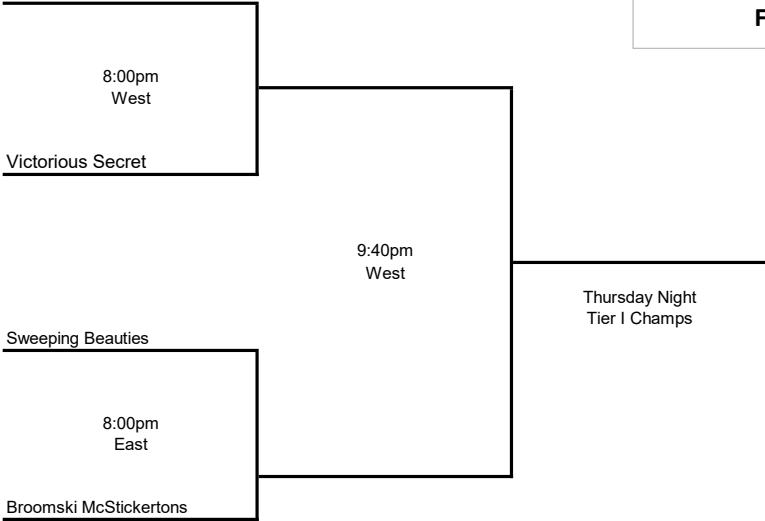 F
8:00pm
West
Victorious Secret
9:40pm
West
Thursday Night
Tier I Champs
Sweeping Beauties
8:00pm
East
Broomski McStickertons